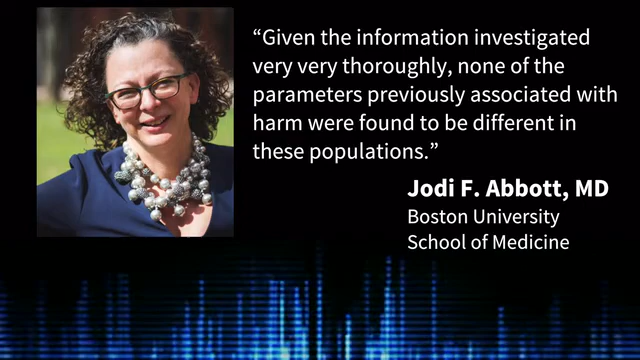 “Given the information investigated
very very thoroughly, none of the
parameters previously associated with
harm were found to be different in
these populations.”
Jodi F. Abbott, MD
Boston University
School of Medicine